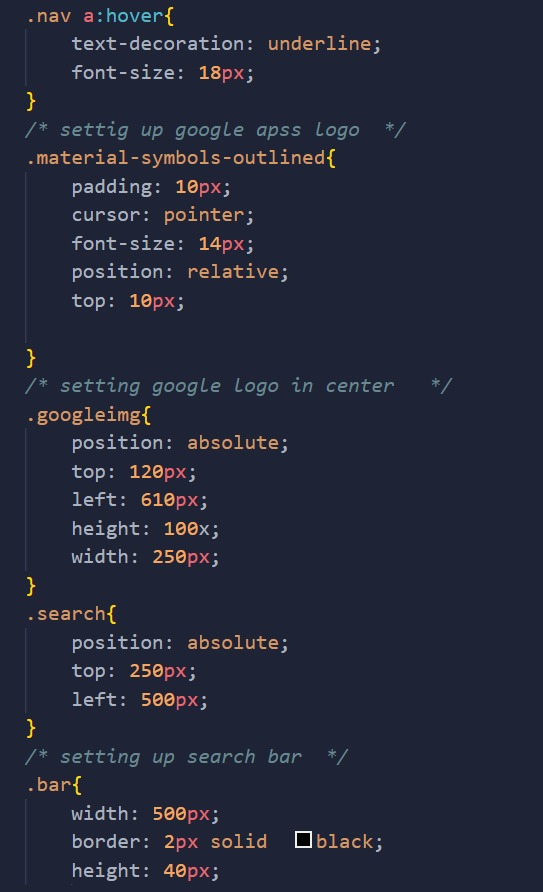 .nav a:hover{
    text-decoration: underline;
    font-size: 18px;
}
/* settig up google apss logo  */
.material-symbols-outlined{
    padding: 10px;
    cursor: pointer;
    font-size: 14px;
    position: relative;
    top: 10px;

}
/* setting google logo in center   */
.googleimg{
    position: absolute;
    top: 120px;
    left: 610px;
    height: 100x;
    width: 250px;
}
.search{
    position: absolute;
    top: 250px;
    left: 500px;
}
/* setting up search bar  */
.bar{
    width: 500px;
    border: 2px solid  black;
    height: 40px;